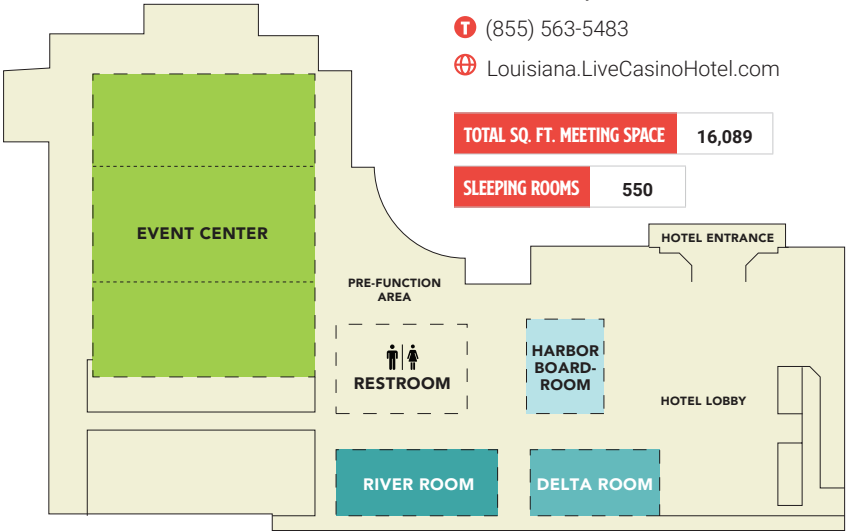 (855) 563-5483
Louisiana.LiveCasinoHotel.com
TOTAL SQ. FT. MEETING SPACE 16,089
SLEEPING ROOMS 550
HOTEL ENTRANCE
EVENT CENTER
PRE-FUNCTION
AREA
RESTROOM
HARBOR
BOARD-
ROOM
HOTEL LOBBY
RIVER ROOM
DELTA ROOM